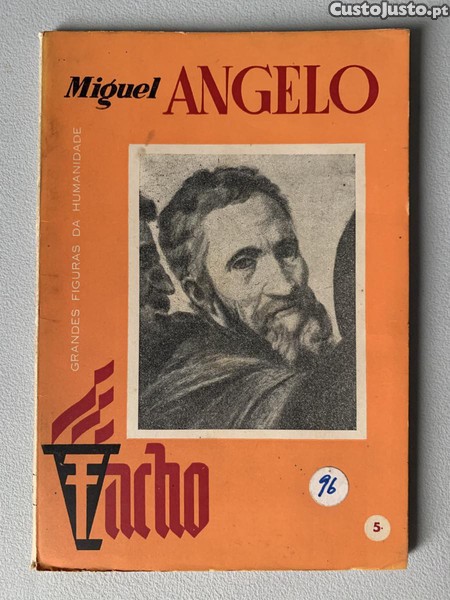 CustoJusto.pt
Miguel ANGELO
GRANDES FIGURAS DA HUMANIDADE
Facho
96
5-